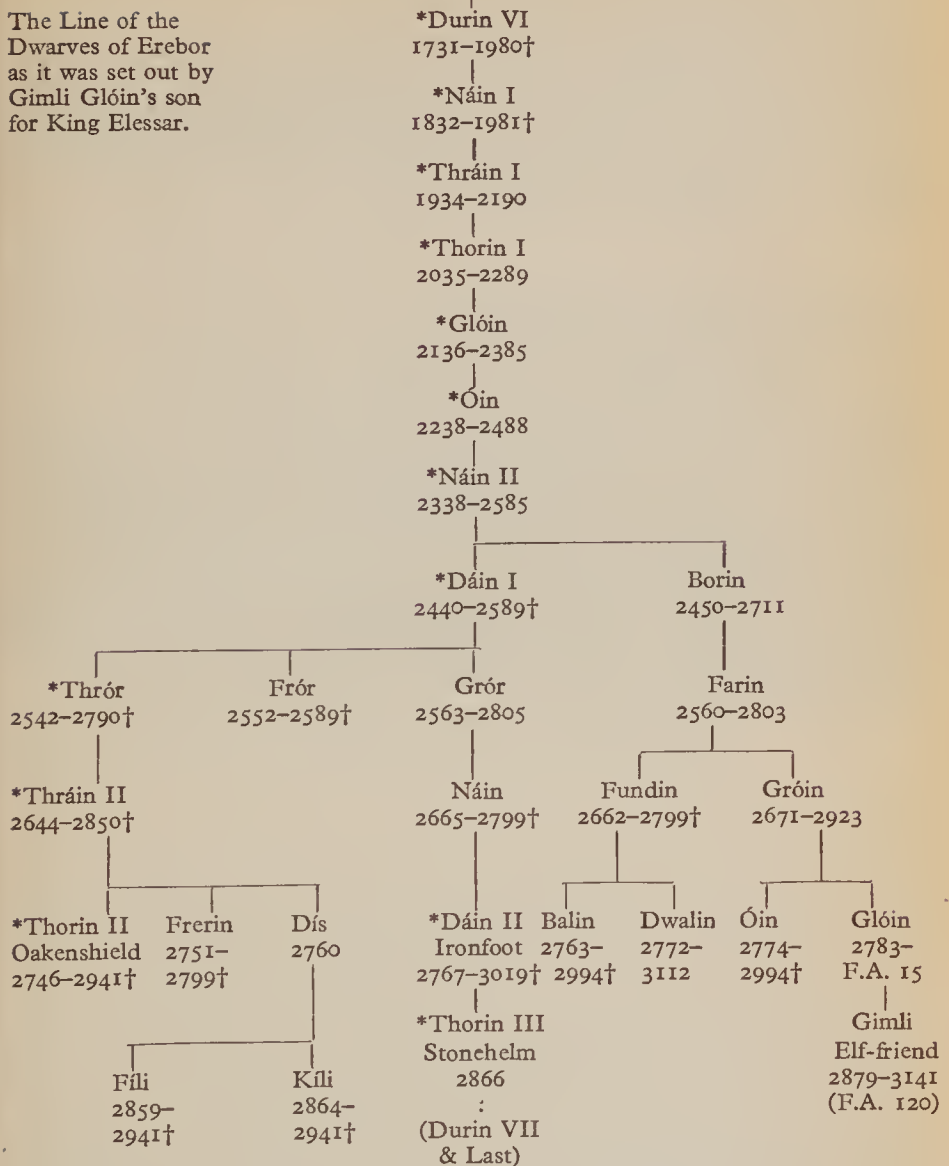 The Line of the
Dwarves of Erebor
as it was set out by
Gimli Glóin's son
for King Elessar.
*Durin VI
1731–1980†
*Náin I
1832–1981†
*Thráin I
1934–2190
*Thorin I
2035–2289
*Glóin
2136–2385
*Óin
2238–2488
*Náin II
2338–2585
*Dáin I
2440–2589†
Borin
2450–2711
*Thrór
2542–2790†
Frór
2552–2589†
Grór
2563–2805
Farin
2560–2803
*Thráin II
2644–2850†
Náin
2665–2799†
Fundin
2662–2799†
Gróin
2671–2923
*Thorin II
Oakenshield
2746–2941†
Frerin
2751–
2799†
Dís
2760
*Dáin II
Ironfoot
2767–3019†
Balin
2763–
2994†
Dwalin
2772–
3112
Óin
2774–
2994†
Glóin
2783–
F.A. 15
Fíli
2859–
2941†
Kíli
2864–
2941†
*Thorin III
Stonehelm
2866
:
(Durin VII
& Last)
Gimli
Elf-friend
2879–3141
(F.A. 120)